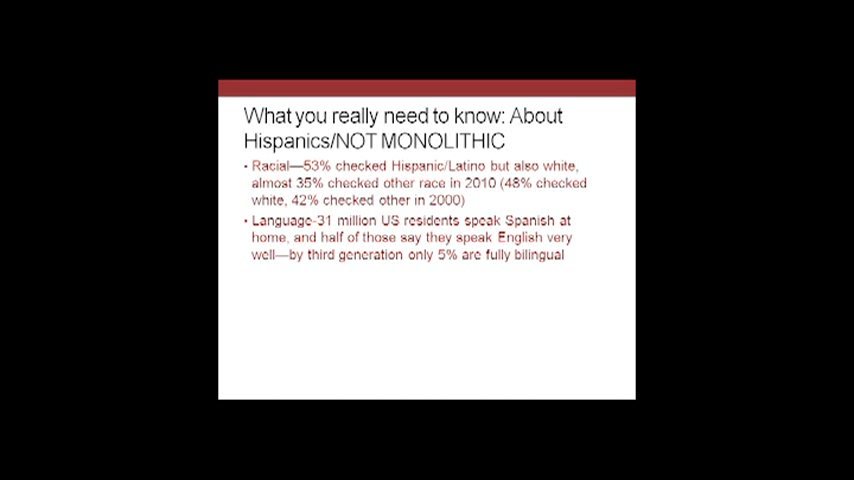 What you really need to know: About
Hispanics/NOT MONOLITHIC
• Racial—53% checked Hispanic/Latino but also white,
almost 35% checked other race in 2010 (48% checked
white, 42% checked other in 2000)
• Language-31 million US residents speak Spanish at
home, and half of those say they speak English very
well—by third generation only 5% are fully bilingual